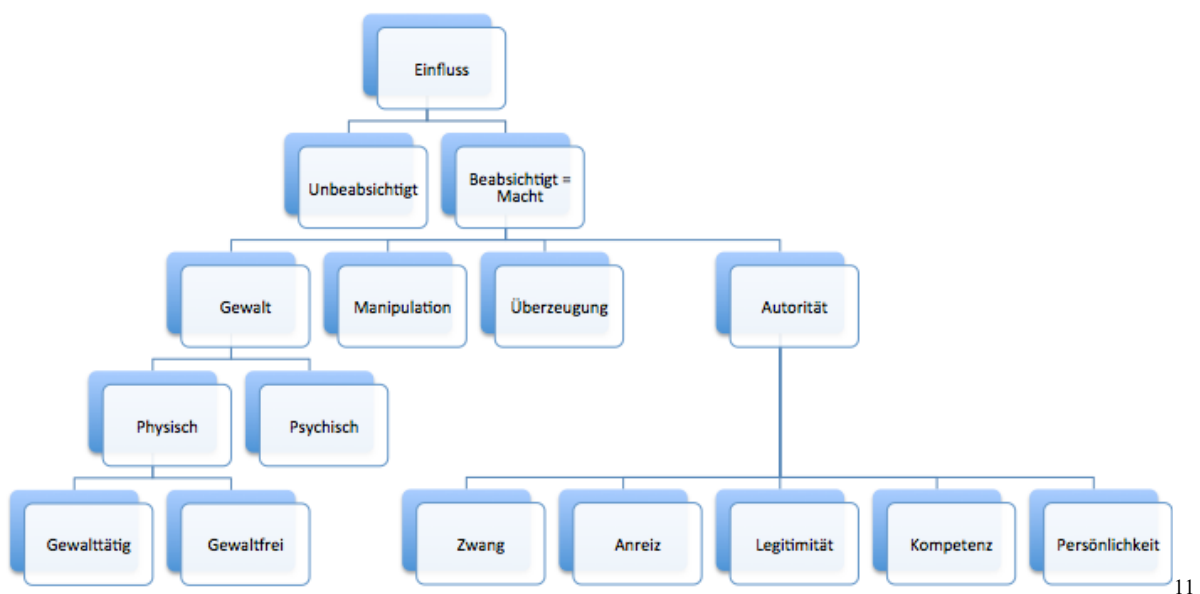 Einfluss
Unbeabsichtigt
Beabsichtigt =
Macht
Gewalt
Manipulation
Überzeugung
Autorität
Physisch
Psychisch
Gewalttätig
Gewaltfrei
Zwang
Anreiz
Legitimität
Kompetenz
Persönlichkeit
11